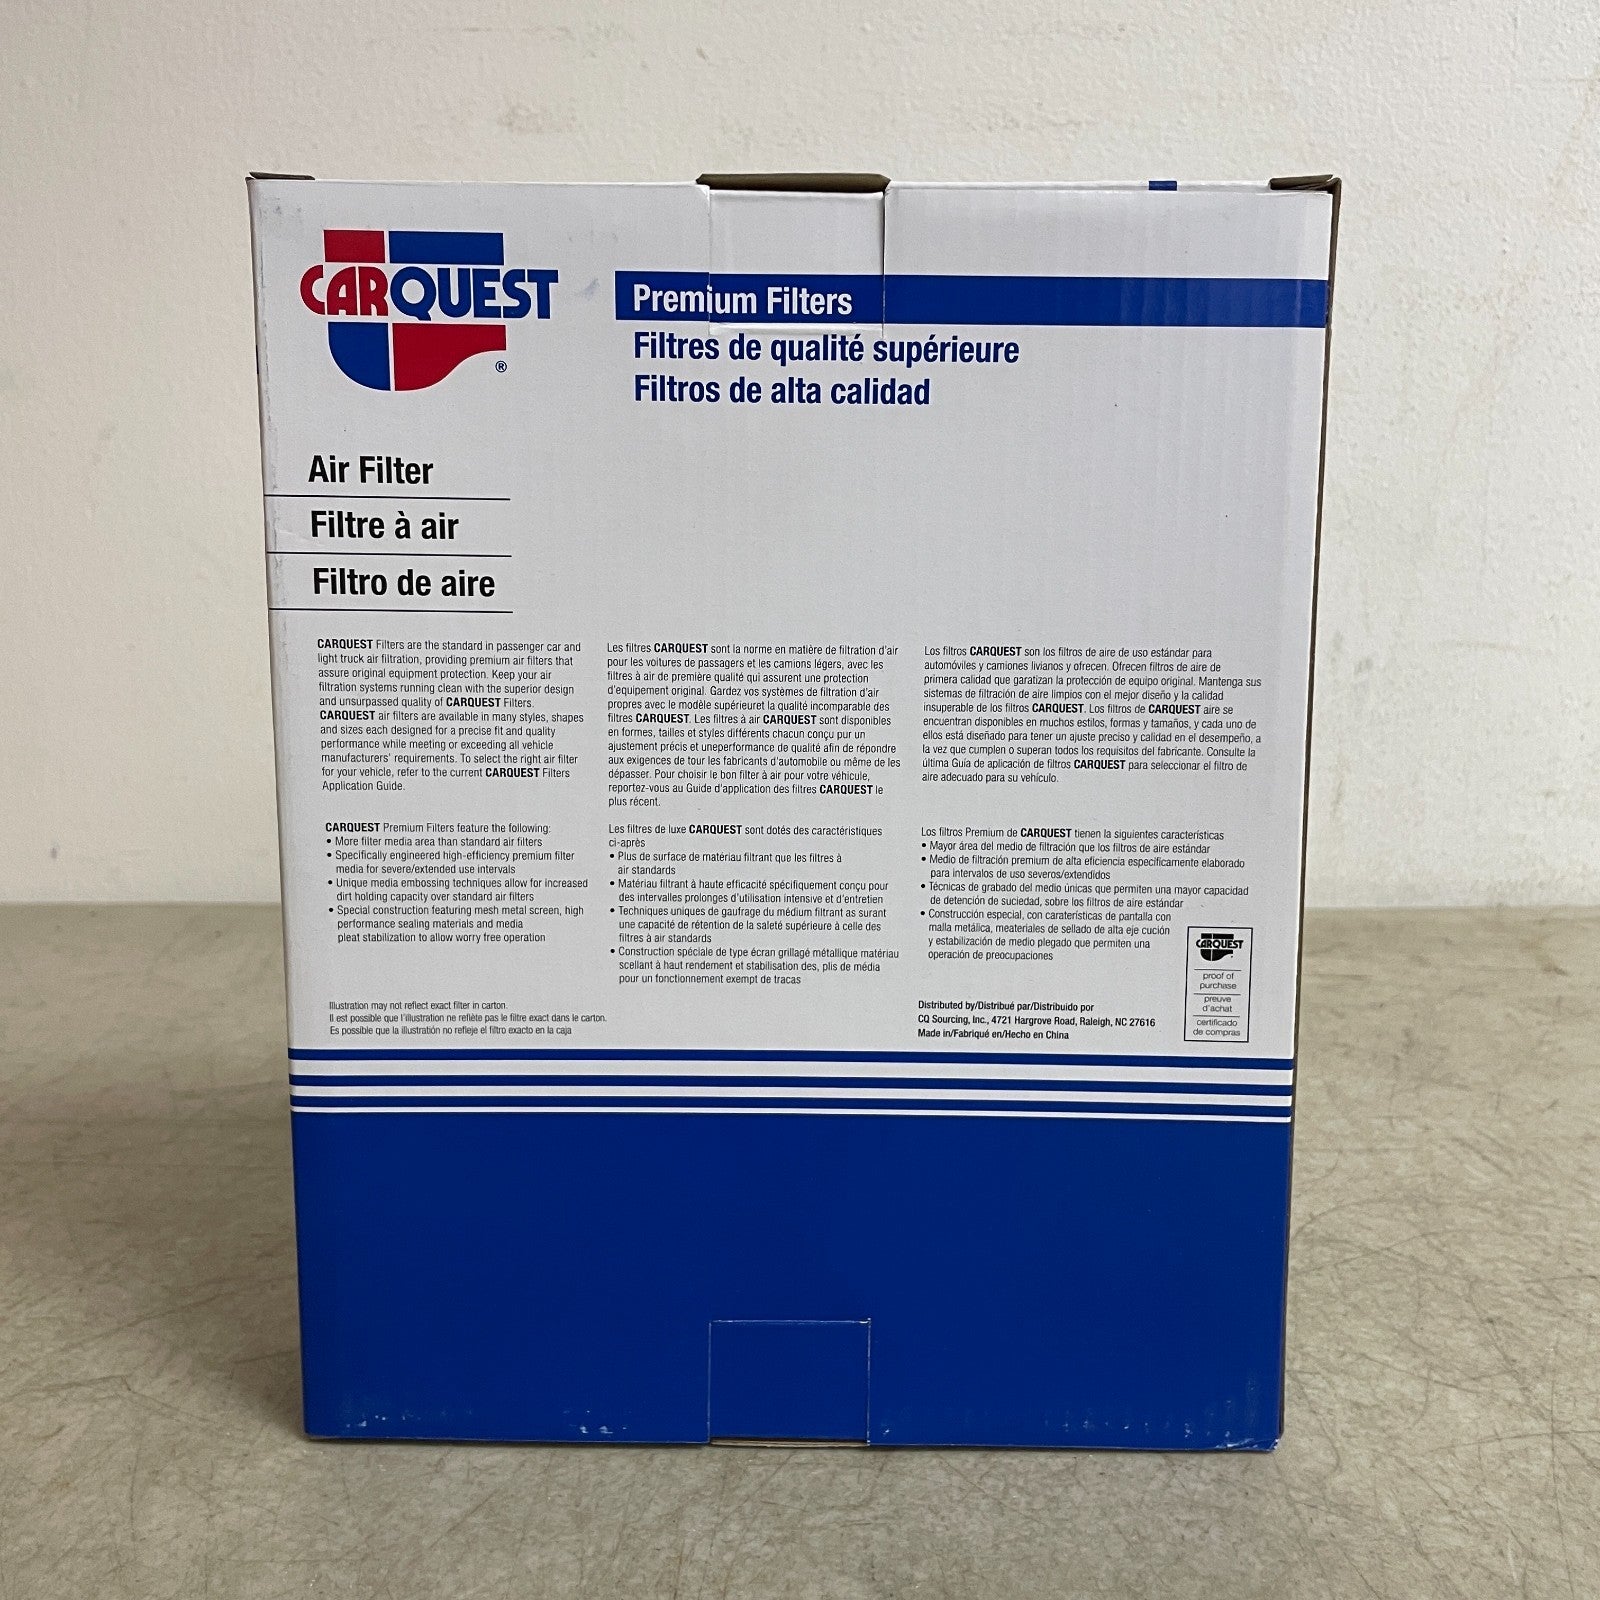 CARQUEST
®
Premium Filters
Filtres de qualité supérieure
Filtros de alta calidad
Air Filter
Filtre à air
Filtro de aire
CARQUEST Filters are the standard in passenger car and
light truck air filtration, providing premium air filters that
assure original equipment protection. Keep your air
filtration systems running clean with the superior design
and unsurpassed quality of CARQUEST Filters.
CARQUEST air filters are available in many styles, shapes
and sizes each designed for a precise fit and quality
performance while meeting or exceeding all vehicle
manufacturers' requirements. To select the right air filter
for your vehicle, refer to the current CARQUEST Filters
Application Guide.
CARQUEST Premium Filters feature the following:
• More filter media area than standard air filters
• Specifically engineered high-efficiency premium filter
media for severe/extended use intervals
• Unique media embossing techniques allow for increased
dirt holding capacity over standard air filters
• Special construction featuring mesh metal screen, high
performance sealing materials and media
pleat stabilization to allow worry free operation
Les filtres CARQUEST sont la norme en matière de filtration d'air
pour les voitures de passagers et les camions légers, avec les
filtres à air de première qualité qui assurent une protection
d'equipement original. Gardez vos systèmes de filtration d'air
propres avec le modèle supérieuret la qualité incomparable des
filtres CARQUEST. Les filtres à air CARQUEST sont disponibles
en formes, tailles et styles différents chacun conçu pur un
ajustement précis et uneperformance de qualité afin de répondre
aux exigences de tour les fabricants d'automobile ou même de les
dépasser. Pour choisir le bon filter à air pour votre véhicule,
reportez-vous au Guide d'application des filtres CARQUEST le
plus récent.
Les filtres de luxe CARQUEST sont dotés des caractéristiques
ci-après
• Plus de surface de matériau filtrant que les filtres à
air standards
• Matériau filtrant à haute efficacité spécifiquement conçu pour
des intervales prolonges d'utilisation intensive et d'entretien
• Techniques uniques de gaufrage du médium filtrant as surant
une capacité de rétention de la saleté supérieure à celle des
filtres à air standards
• Construction spéciale de type écran grillagé métallique matériau
scellant à haut rendement et stabilisation des, plis de média
pour un fonctionnement exempt de tracas
Los filtros CARQUEST son los filtros de aire de uso estándar para
automóviles y camiones livianos y ofrecen. Ofrecen filtros de aire de
primera calidad que garatizan la protección de equipo original. Mantenga sus
sistemas de filtración de aire limpios con el mejor diseño y la calidad
insuperable de los filtros CARQUEST. Los filtros de CARQUEST aire se
encuentran disponibles en muchos estilos, formas y tamaños, y cada uno de
ellos está diseñado para tener un ajuste preciso y calidad en el desempeño, a
la vez que cumplen o superan todos los requisitos del fabricante. Consulte la
última Guía de aplicación de filtros CARQUEST para seleccionar el filtro de
aire adecuado para su vehículo.
Los filtros Premium de CARQUEST tienen la siguientes características
• Mayor área del medio de filtración que los filtros de aire estándar
• Medio de filtración premium de alta eficiencia específicamente elaborado
para intervalos de uso severos/extendidos
• Técnicas de grabado del medio únicas que permiten una mayor capacidad
de detención de suciedad, sobre los filtros de aire estándar
• Construcción especial, con caraterísticas de pantalla con
malla metálica, meateriales de sellado de alta eje cución
y estabilización de medio plegado que permiten una
operación de preocupaciones
CARQUEST
proof of
purchase
preuve
d'achat
certificado
de compras
Illustration may not reflect exact filter in carton.
Il est possible que l'illustration ne reflète pas le filtre exact dans le carton.
Es possible que la illustratión no refleje el filtro exacto en la caja
Distributed by/Distribué par/Distribuido por
CQ Sourcing, Inc., 4721 Hargrove Road, Raleigh, NC 27616
Made in/Fabriqué en/Hecho en China